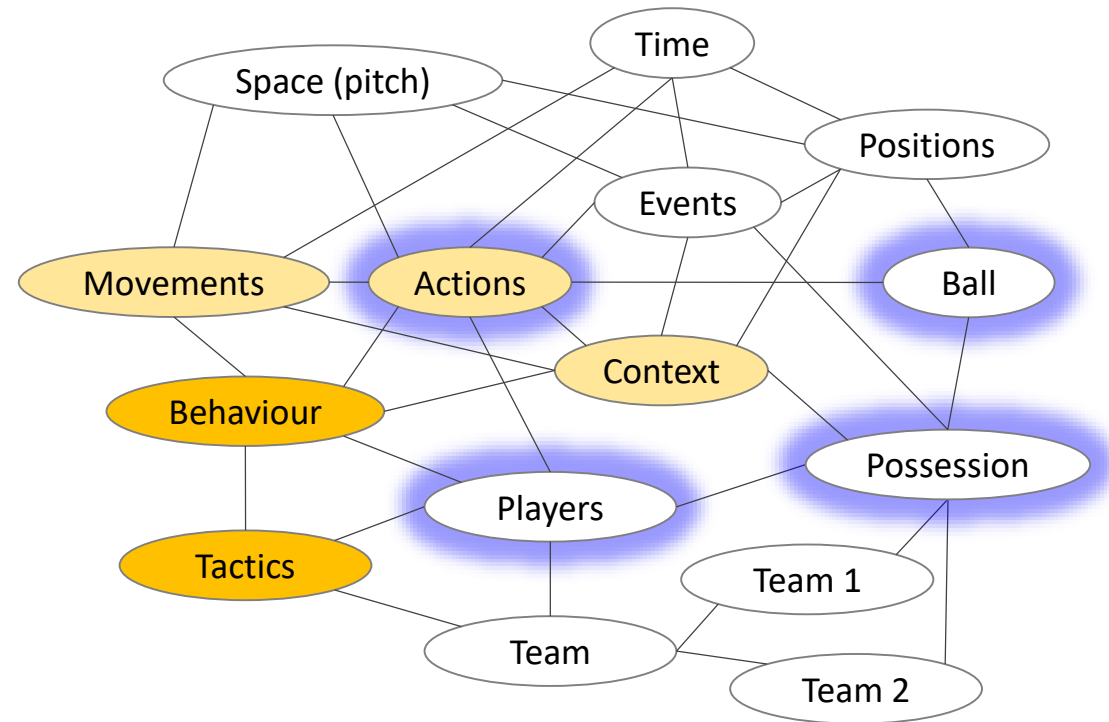 Time
Space (pitch)
Positions
Events
Movements
Actions
Ball
Context
Behaviour
Possession
Players
Tactics
Team 1
Team
Team 2